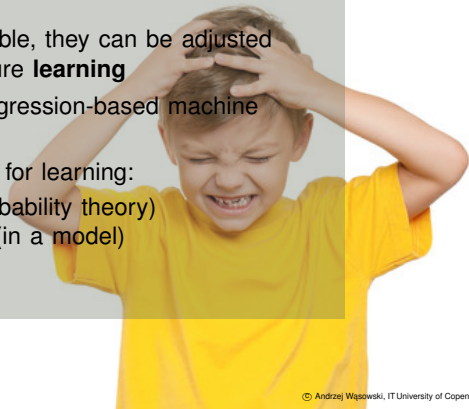 ble, they can be adjusted
ure learning
gression-based machine
for learning:
bability theory)
(in a model)
© Andrzej Wąsowski, IT University of Copen